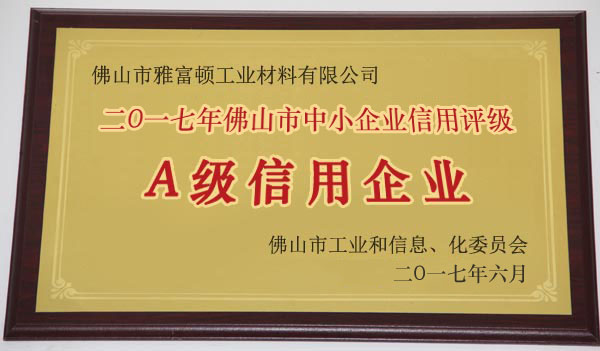 佛山市雅富顿工业材料有限公司
二0一七年佛山市中小企业信用评级
A级信用企业
佛山市工业和信息、化委员会
二0一七年六月